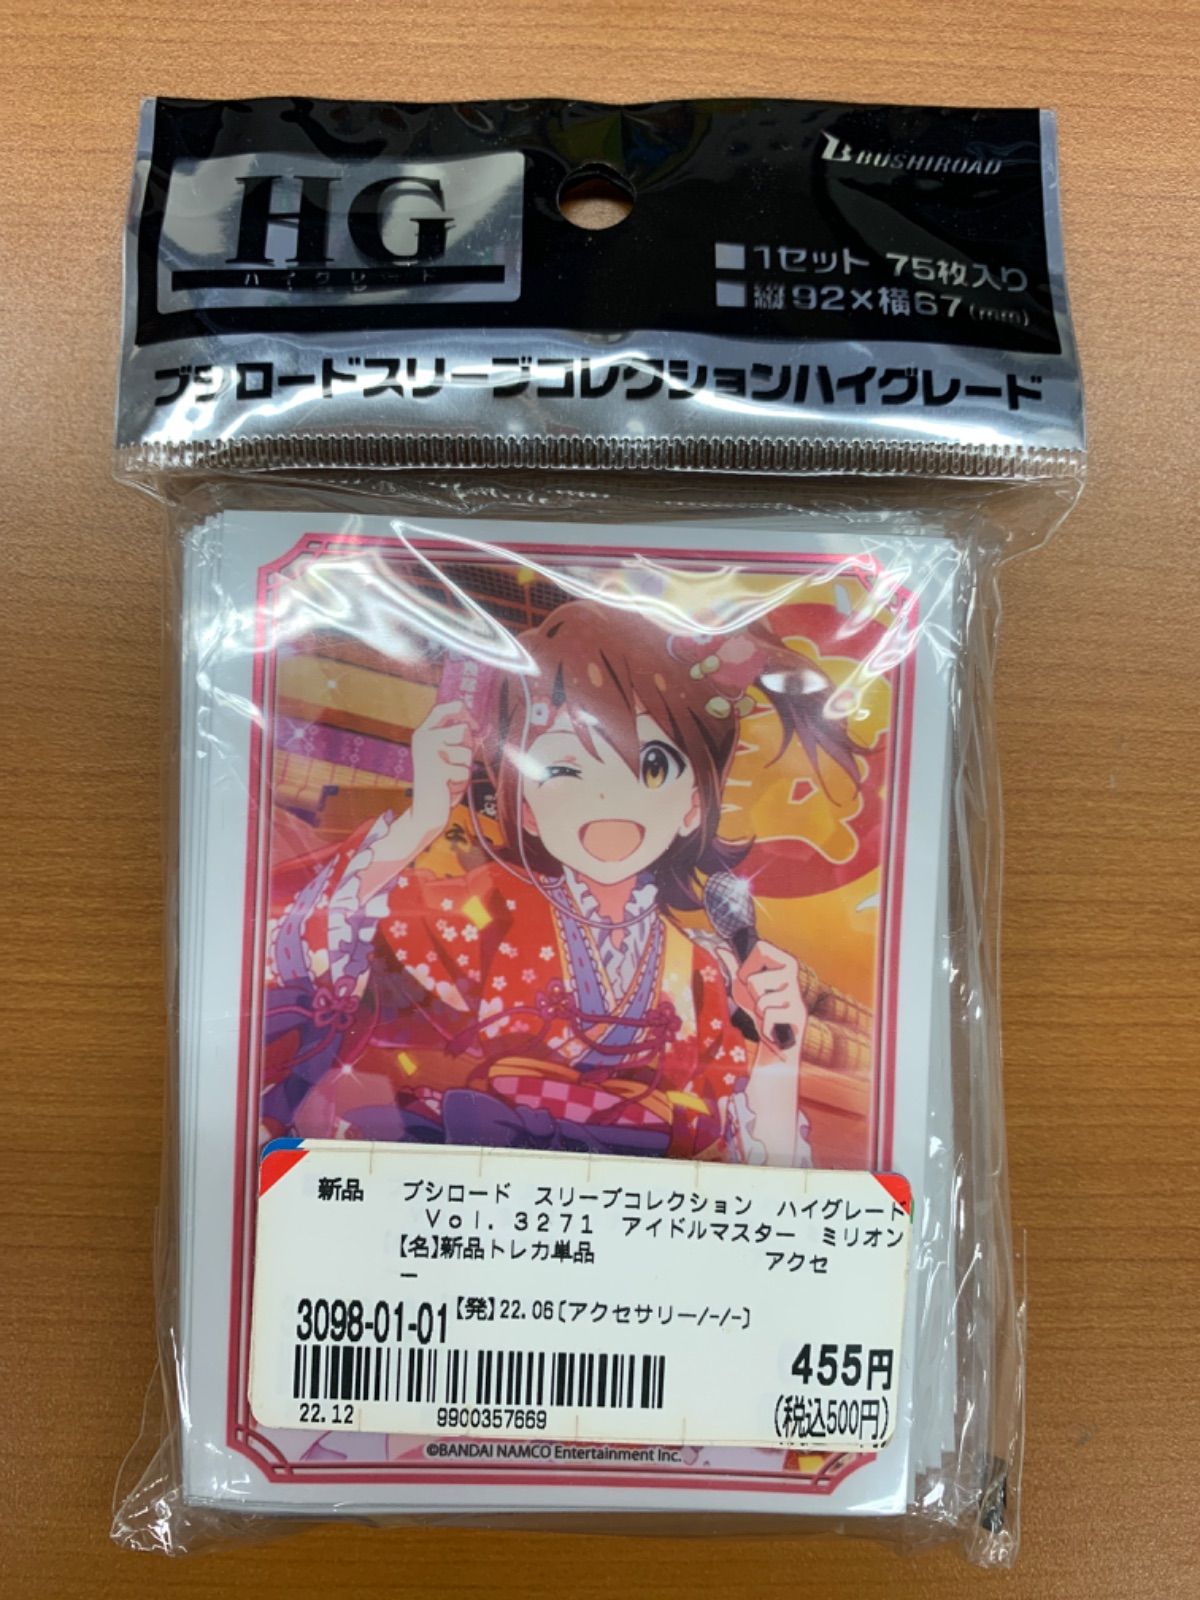 HG
ハイグレード
BUSHIROAD
■1セット 75枚入り
■縦92×横67(mm)
ブシロードスリーブコレクションハイグレード
新品 ブシロード スリーブコレクション ハイグレード
Vol.3271 アイドルマスター ミリオン
【名】新品トレカ単品 アクセ
ー
3098-01-01【発】22.06[アクセサリー/-/-]
455円
(税込500円)
22.12 9900357669
©BANDAI NAMCO Entertainment Inc.